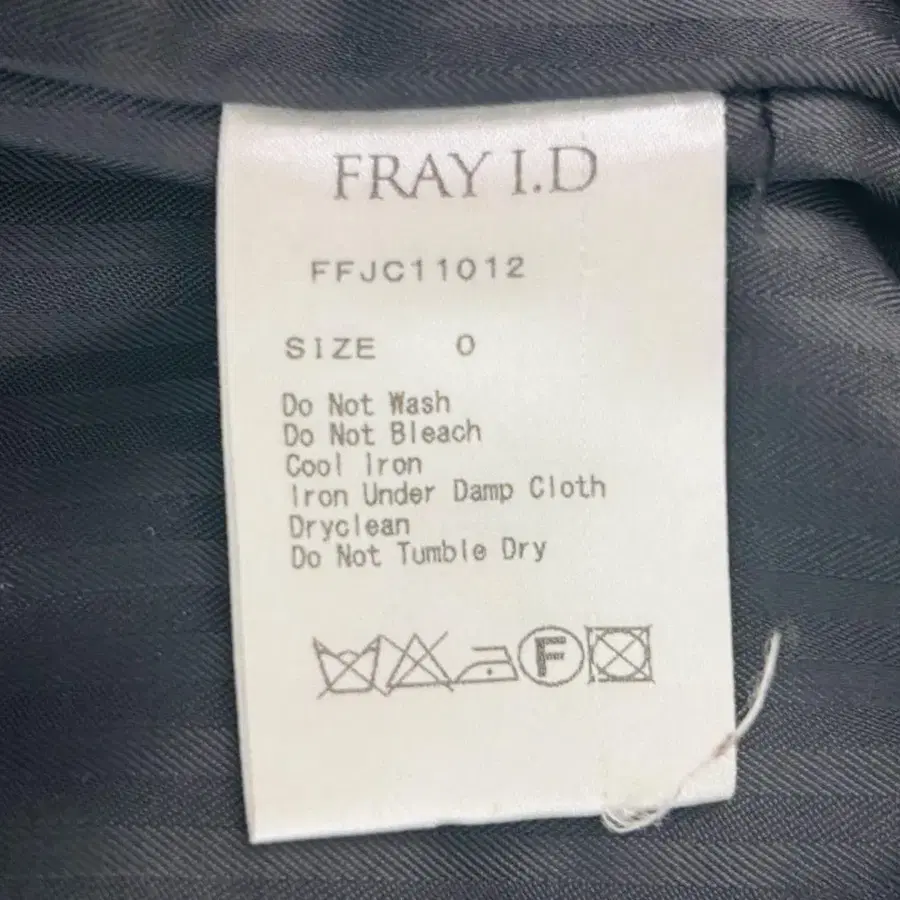 FRAY I.D
FFJC11012
SIZE 0
Do Not Wash
Do Not Bleach
Cool Iron
Iron Under Damp Cloth
Dryclean
Do Not Tumble Dry
F